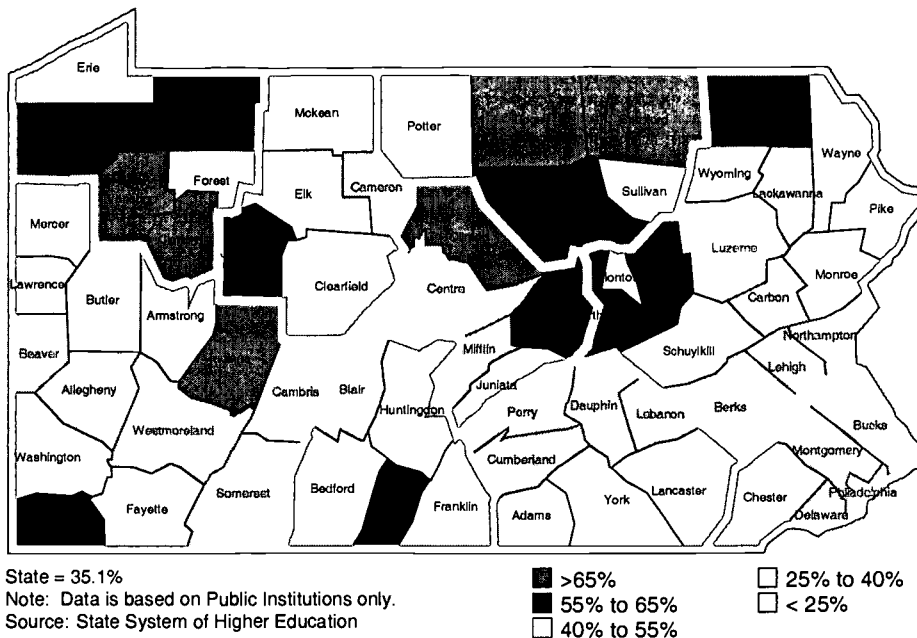 Erie
Mckean
Potter
Wayne
Forest
Elk
Cameron
Sullivan
Wyoming
Lackawanna
Pike
Mercer
Luzerne
Lawrence
Butler
Clearfield
Centre
Monroe
Armstrong
Carbon
Northampton
Beaver
Mifflin
Schuylkill
Lehigh
Allegheny
Cambria
Blair
Juniata
Huntingdon
Perry
Dauphin
Lebanon
Berks
Bucks
Westmoreland
Washington
Cumberland
Montgomery
Somerset
Bedford
Franklin
Fayette
Adams
York
Lancaster
Chester
Philadelphia
Delaware
State = 35.1%
Note: Data is based on Public Institutions only.
Source: State System of Higher Education
>65%
55% to 65%
40% to 55%
25% to 40%
< 25%